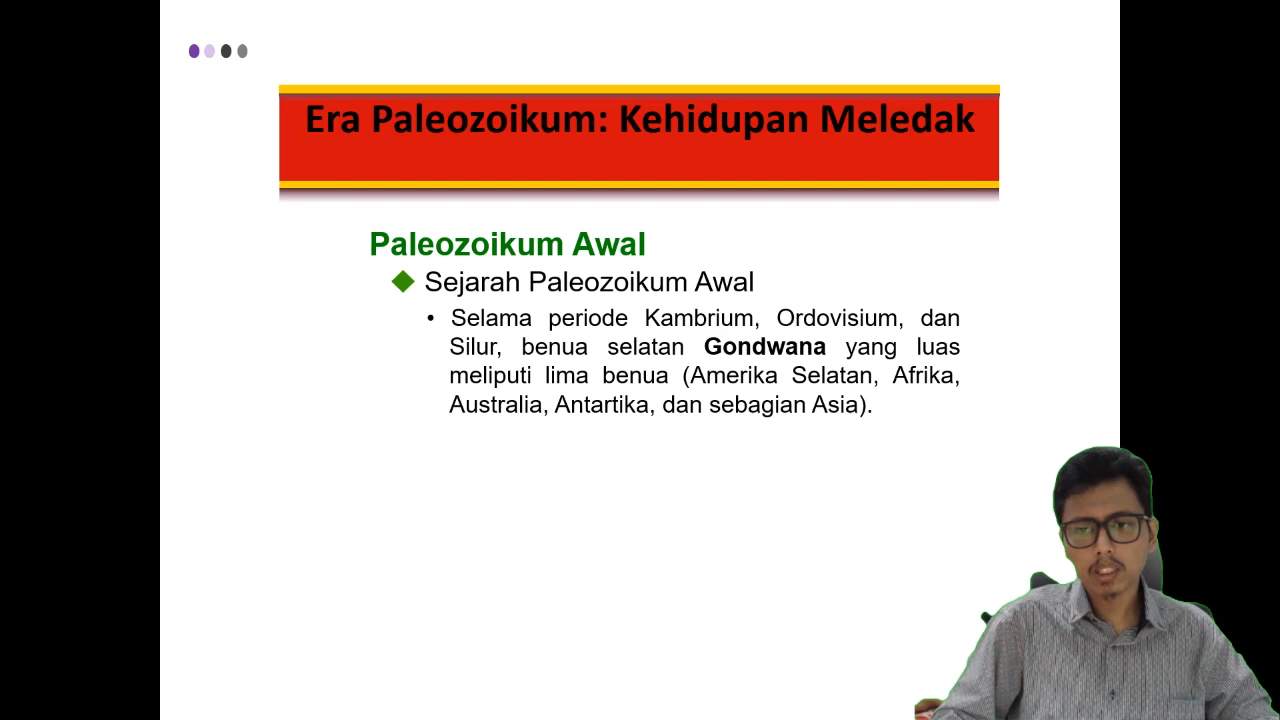 Era Paleozoikum: Kehidupan Meledak
Paleozoikum Awal
Sejarah Paleozoikum Awal
• Selama periode Kambrium, Ordovisium, dan
Silur, benua selatan Gondwana yang luas
meliputi lima benua (Amerika Selatan, Afrika,
Australia, Antartika, dan sebagian Asia).